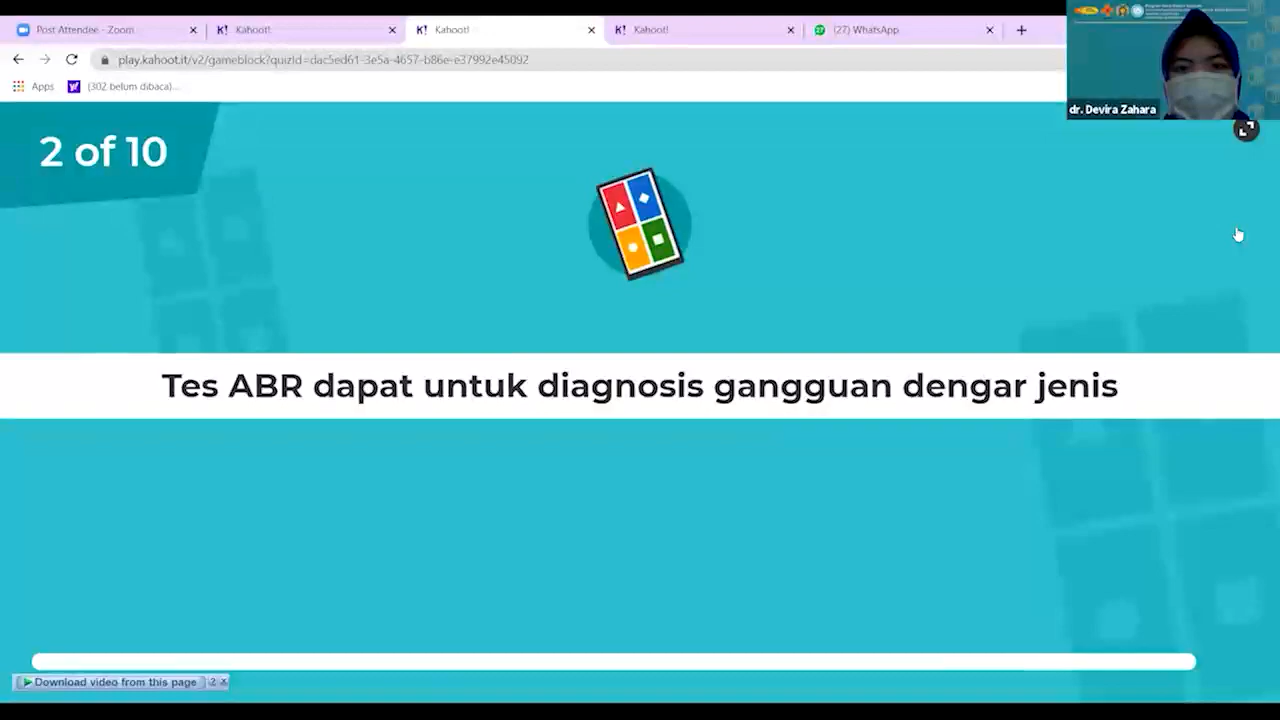 Post Attendee - Zoom
Kahoot!
Kahoot!
Kahoot!
(27) WhatsApp
play.kahoot.it/v2/gameblock?quizId=dac5ed61-3e5a-4657-b86e-e37992e45092
Apps
(302 belum dibaca)...
dr. Devira Zahara
2 of 10
Tes ABR dapat untuk diagnosis gangguan dengar jenis
Download video from this page